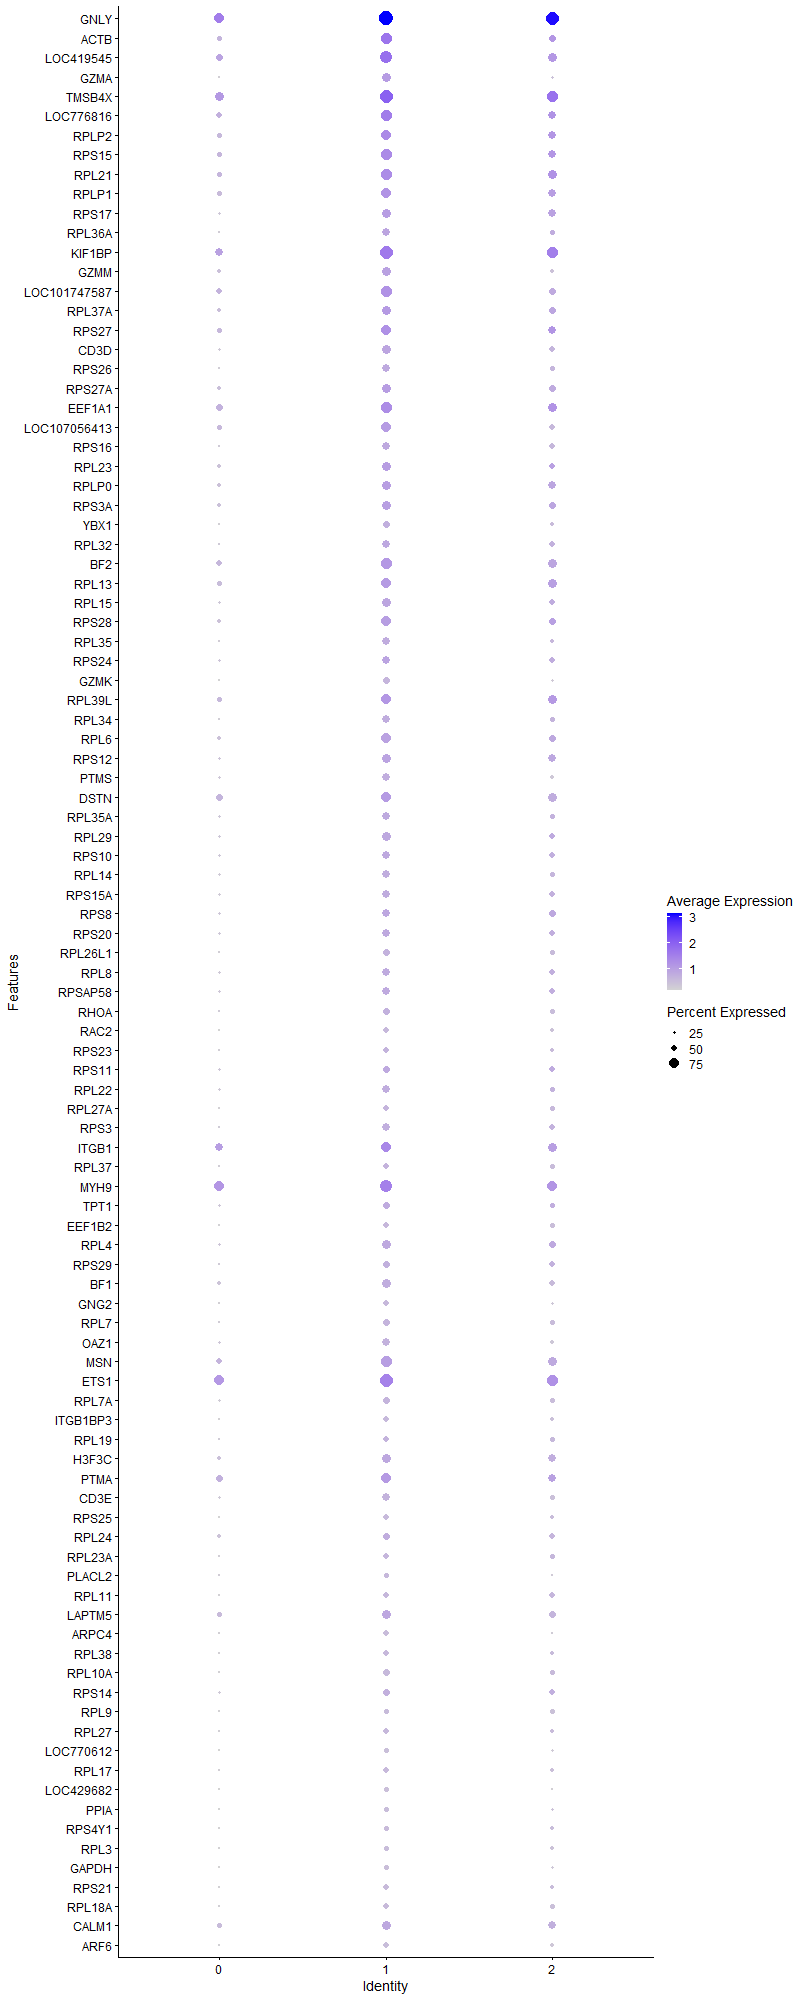 GNLY
ACTB
LOC419545
GZMA
TMSB4X
LOC776816
RPLP2
RPS15
RPL21
RPLP1
RPS17
RPL36A
KIF1BP
GZMM
LOC101747587
RPL37A
RPS27
CD3D
RPS26
RPS27A
EEF1A1
LOC107056413
RPS16
RPL23
RPLP0
RPS3A
YBX1
RPL32
BF2
RPL13
RPL15
RPS28
RPL35
RPS24
GZMK
RPL39L
RPL34
RPL6
RPS12
PTMS
DSTN
RPL35A
RPL29
RPS10
RPL14
RPS15A
RPS8
RPS20
RPL26L1
RPL8
RPSAP58
RHOA
RAC2
RPS23
RPS11
RPL22
RPL27A
RPS3
ITGB1
RPL37
MYH9
TPT1
EEF1B2
RPL4
RPS29
BF1
GNG2
RPL7
OAZ1
MSN
ETS1
RPL7A
ITGB1BP3
RPL19
H3F3C
PTMA
CD3E
RPS25
RPL24
RPL23A
PLACL2
RPL11
LAPTM5
ARPC4
RPL38
RPL10A
RPS14
RPL9
RPL27
LOC770612
RPL17
LOC429682
PPIA
RPS4Y1
RPL3
GAPDH
RPS21
RPL18A
CALM1
ARF6
Features
0 1 2
Identity
Average Expression
3
2
1
Percent Expressed
25
50
75